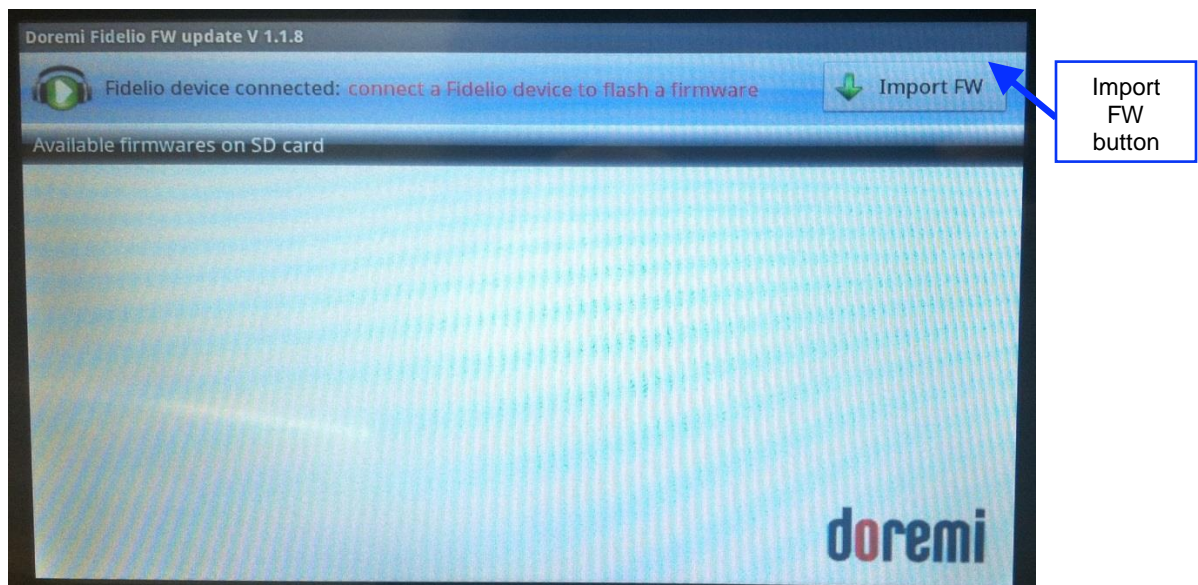 Doremi Fidelio FW update V 1.1.8
Fidelio device connected: connect a Fidelio device to flash a firmware
Import FW
Import
FW
button
Available firmwares on SD card
doremi